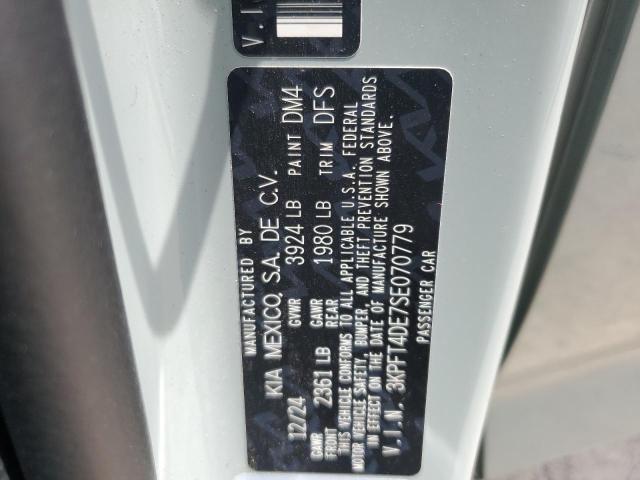 V.I
MANUFACTURED BY
KIA MEXICO, S.A. DE C.V.
12/24 GVWR 3924 LB PAINT DM4
GAWR FRONT 2361 LB GAWR REAR 1980 LB TRIM DFS
THIS VEHICLE CONFORMS TO ALL APPLICABLE U.S.A. FEDERAL
MOTOR VEHICLE SAFETY, BUMPER, AND THEFT PREVENTION STANDARDS
IN EFFECT ON THE DATE OF MANUFACTURE SHOWN ABOVE.
V.I.N. 3KPFT4DE7SE070779
PASSENGER CAR